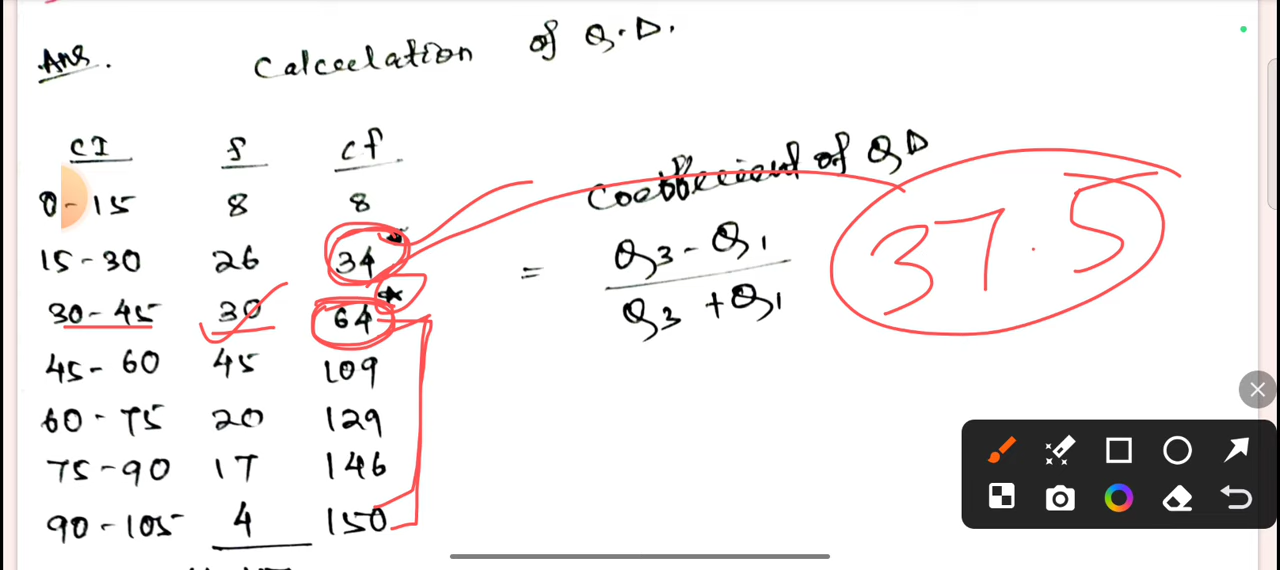 Ans.
Calculation of Q.D.
CI f cf
0-15 8 8
15-30 26 34
30-45 30 64
45-60 45 109
60-75 20 129
75-90 17 146
90-105 4 150
Coefficient of QD
= Q3 - Q1
Q3 + Q1
37.5